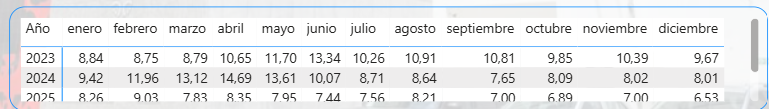 Año enero febrero marzo abril mayo junio julio agosto septiembre octubre noviembre diciembre
2023 8,84 8,75 8,79 10,65 11,70 13,34 10,26 10,91 10,81 9,85 10,39 9,67
2024 9,42 11,96 13,12 14,69 13,61 10,07 8,71 8,64 7,65 8,09 8,02 8,01
2025 8,26 9,03 7,83 8,35 7,95 7,44 7,56 8,21 7,00 6,89 7,00 6,53